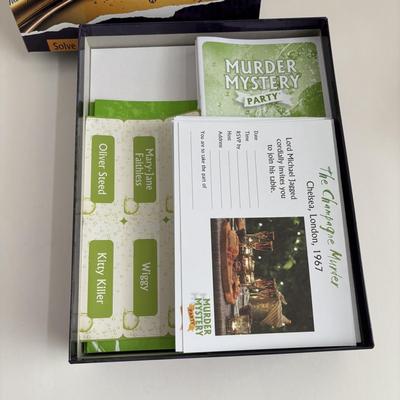 Solve
MURDER
MYSTERY
PARTY
Mary-Jane
Faithless
Oliver Steed
Wiggy
Kitty Killer
The Champagne Murder
Chelsea, London, 1967
Lord Michael Jagged
cordially invites you
to join his table.
Date
Time
RSVP by
Host
Address
You are to take the part of
MURDER
MYSTERY
PARTY